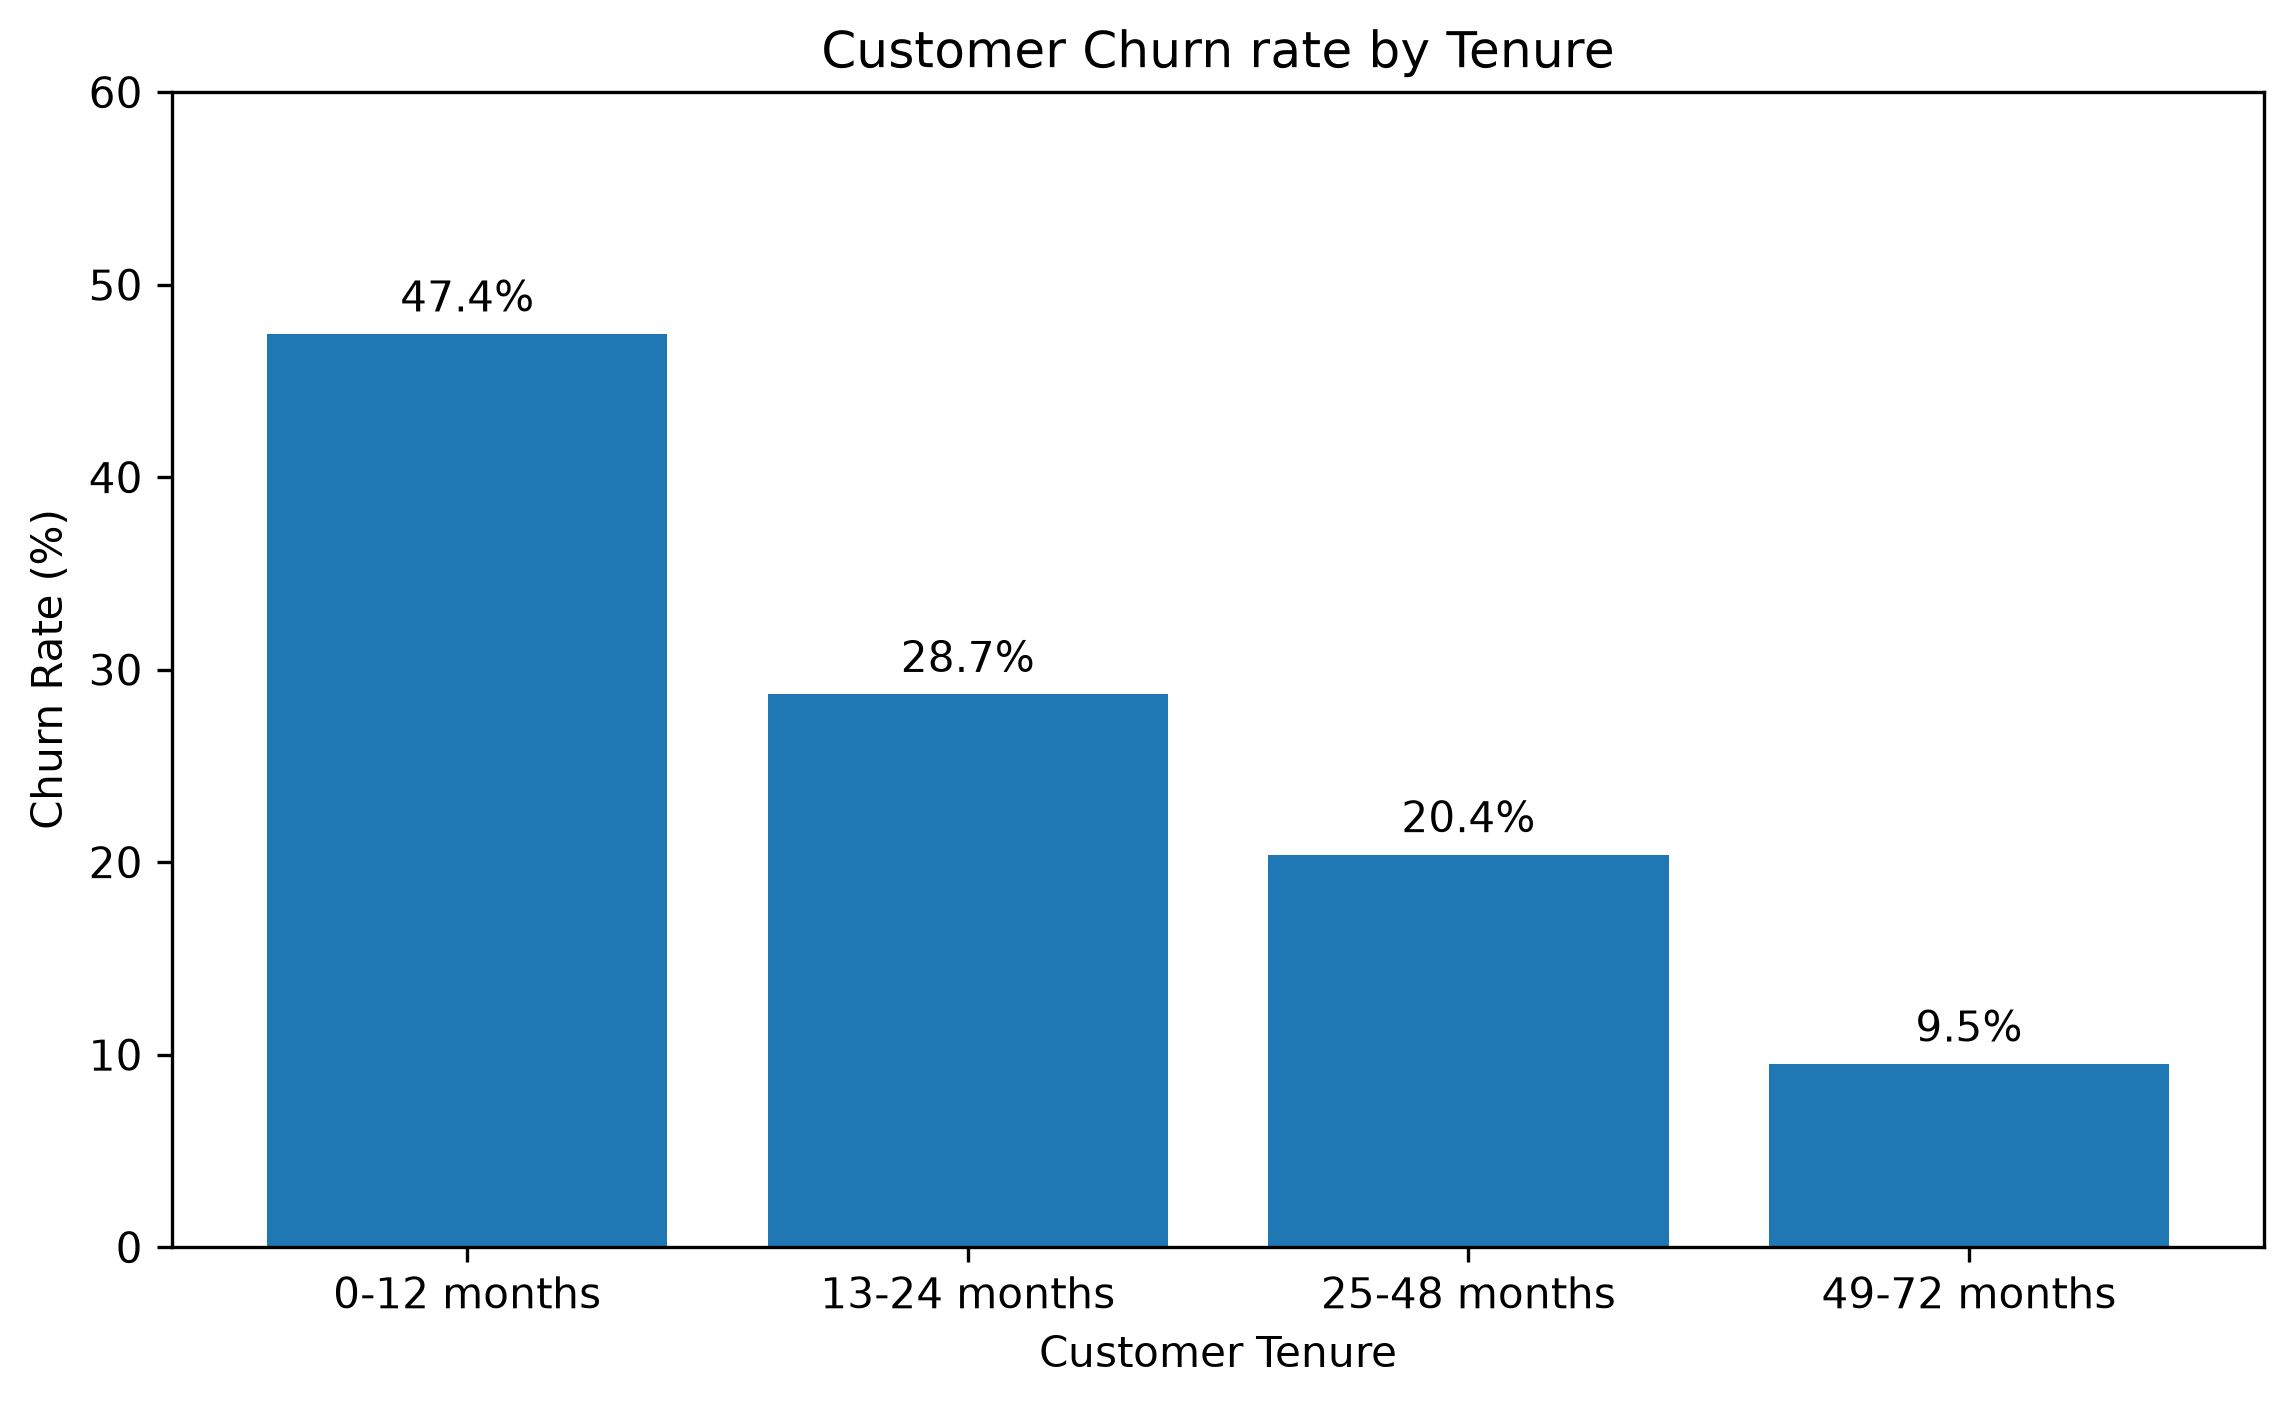 Customer Churn rate by Tenure
60
50
40
30
20
10
0
Churn Rate (%)
47.4%
28.7%
20.4%
9.5%
0-12 months
13-24 months
25-48 months
49-72 months
Customer Tenure